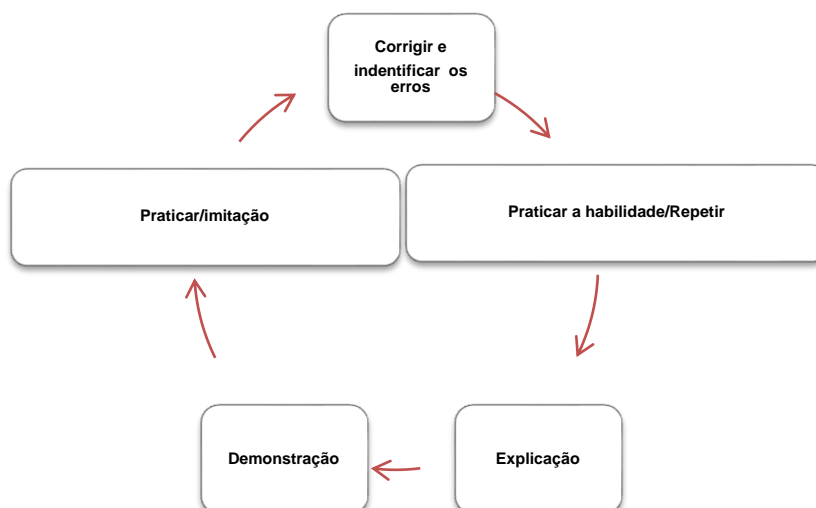 Corrigir e
indentificar os
erros
Praticar/imitação
Praticar a habilidade/Repetir
Demonstração
Explicação